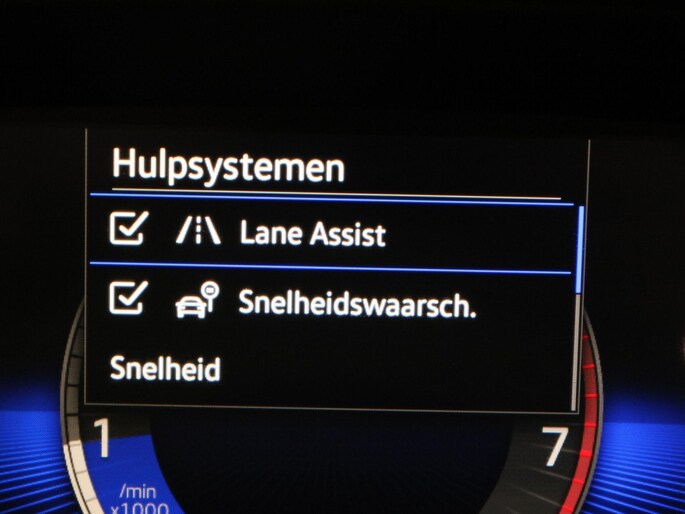 Hulpsystemen
Lane Assist
Snelheidswaarsch.
Snelheid
1
7
/min
x1000